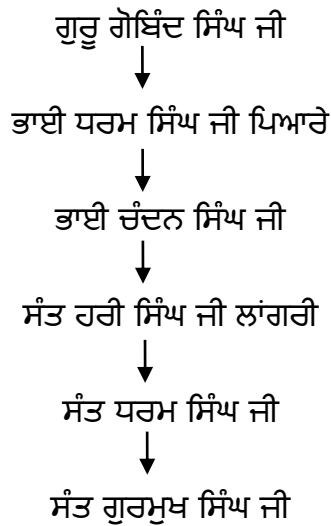 ਗੁਰੂ ਗੋਬਿੰਦ ਸਿੰਘ ਜੀ
ਭਾਈ ਧਰਮ ਸਿੰਘ ਜੀ ਪਿਆਰੇ
ਭਾਈ ਚੰਦਨ ਸਿੰਘ ਜੀ
ਸੰਤ ਹਰੀ ਸਿੰਘ ਜੀ ਲਾਂਗਰੀ
ਸੰਤ ਧਰਮ ਸਿੰਘ ਜੀ
ਸੰਤ ਗੁਰਮੁਖ ਸਿੰਘ ਜੀ